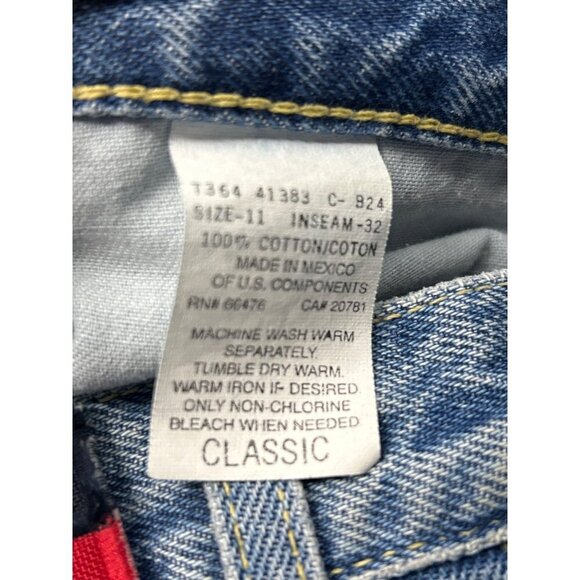 T364 41383 C- B24
SIZE-11 INSEAM-32
100% COTTON/COTON
MADE IN MEXICO
OF U.S. COMPONENTS
RN# 66476 CA# 20781
MACHINE WASH WARM
SEPARATELY.
TUMBLE DRY WARM.
WARM IRON IF DESIRED.
ONLY NON-CHLORINE
BLEACH WHEN NEEDED.
CLASSIC